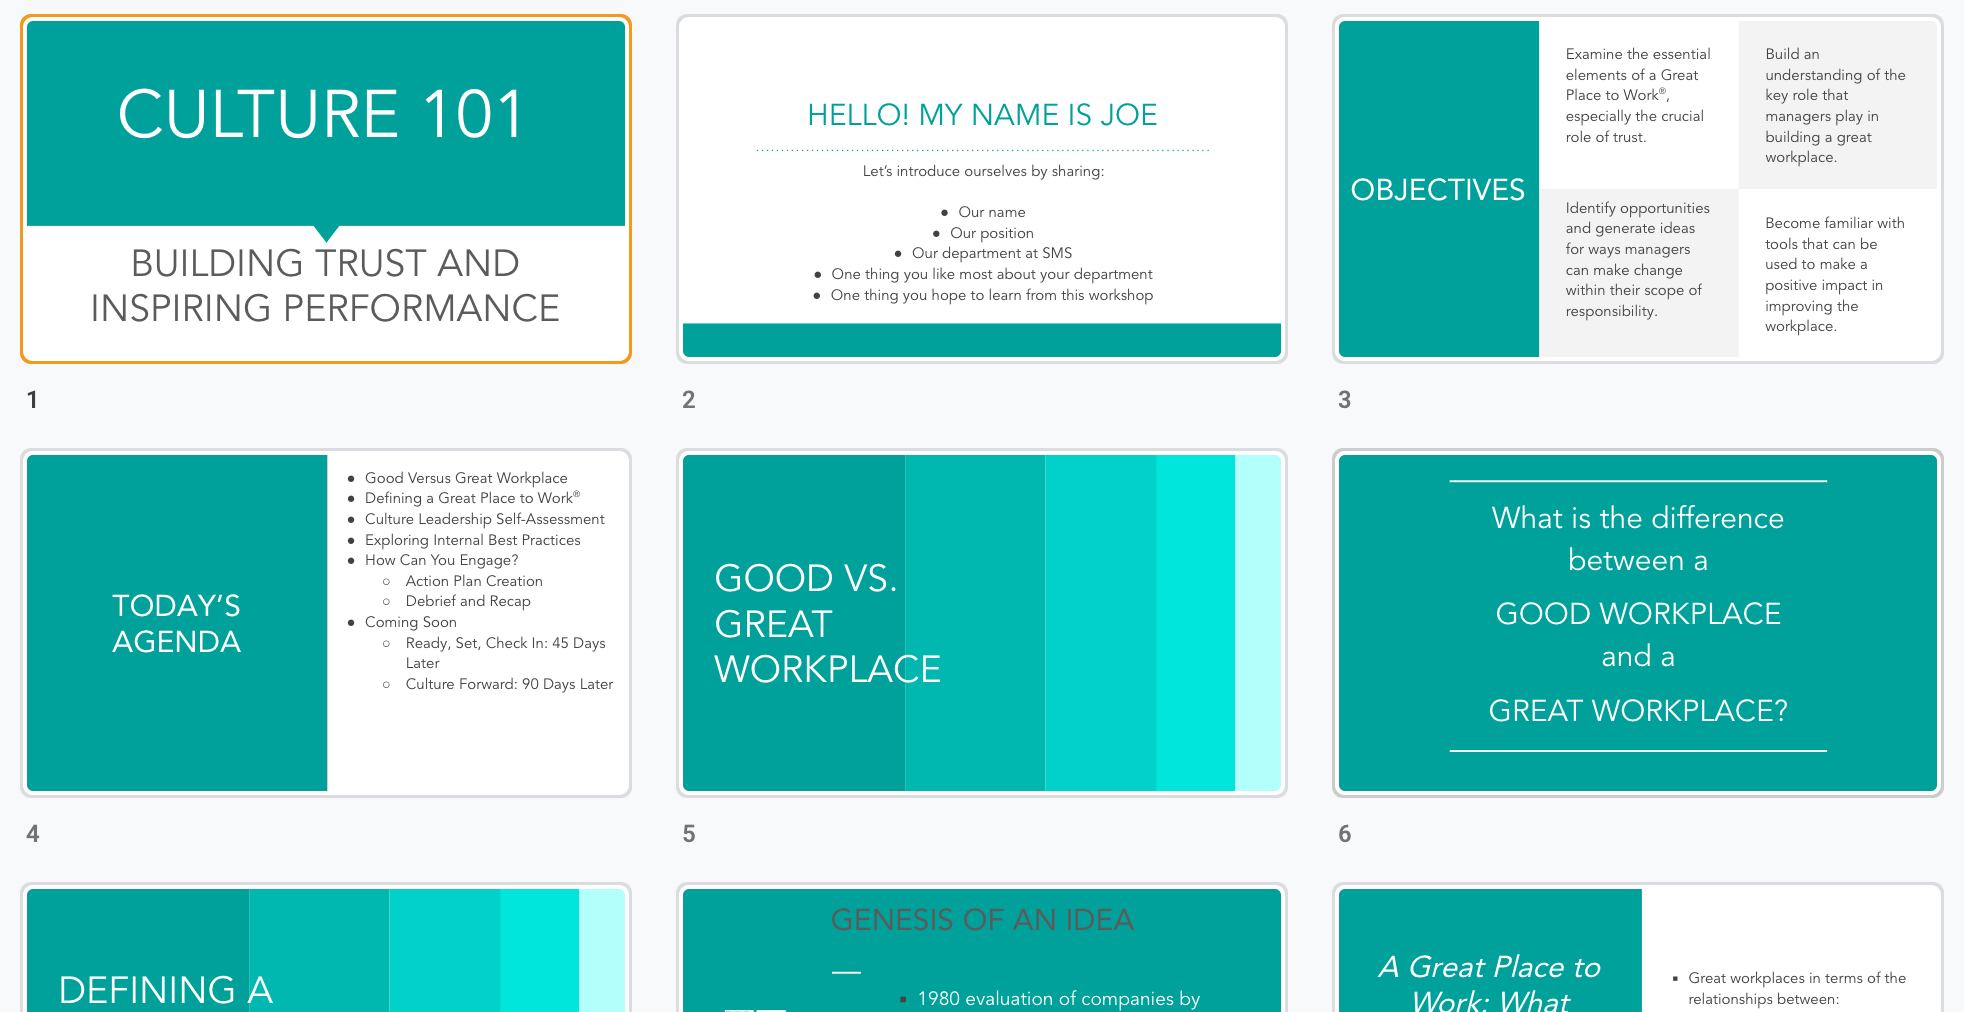 CULTURE 101
BUILDING TRUST AND
INSPIRING PERFORMANCE
1
HELLO! MY NAME IS JOE
Let’s introduce ourselves by sharing:
● Our name
● Our position
● Our department at SMS
● One thing you like most about your department
● One thing you hope to learn from this workshop
2
OBJECTIVES
Examine the essential
elements of a Great
Place to Work®,
especially the crucial
role of trust.
Build an
understanding of the
key role that
managers play in
building a great
workplace.
Identify opportunities
and generate ideas
for ways managers
can make change
within their scope of
responsibility.
Become familiar with
tools that can be
used to make a
positive impact in
improving the
workplace.
3
TODAY’S
AGENDA
● Good Versus Great Workplace
● Defining a Great Place to Work®
● Culture Leadership Self-Assessment
● Exploring Internal Best Practices
● How Can You Engage?
○ Action Plan Creation
○ Debrief and Recap
● Coming Soon
○ Ready, Set, Check In: 45 Days
Later
○ Culture Forward: 90 Days Later
4
GOOD VS.
GREAT
WORKPLACE
5
What is the difference
between a
GOOD WORKPLACE
and a
GREAT WORKPLACE?
6
DEFINING A
GENESIS OF AN IDEA
▪ 1980 evaluation of companies by
A Great Place to
Work: What
▪ Great workplaces in terms of the
relationships between: